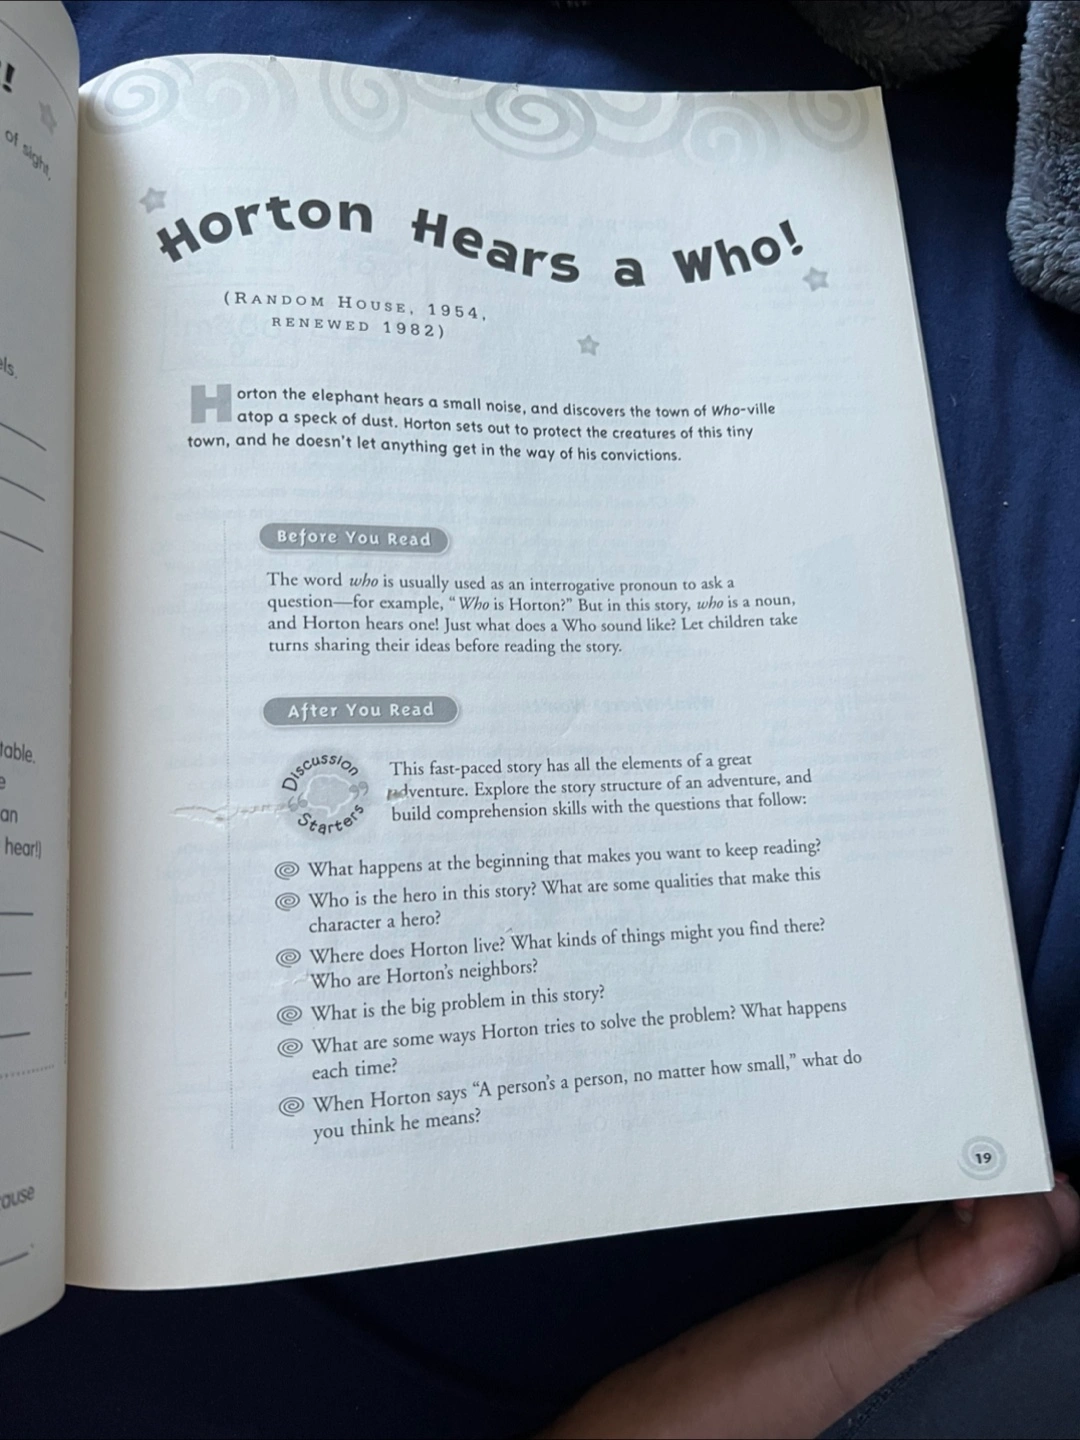 !
of sight,
els.
table.
e
an
hear!)
ause
Horton Hears a Who!
(RANDOM HOUSE, 1954,
RENEWED 1982)
Horton the elephant hears a small noise, and discovers the town of Who-ville
atop a speck of dust. Horton sets out to protect the creatures of this tiny
town, and he doesn't let anything get in the way of his convictions.
Before You Read
The word who is usually used as an interrogative pronoun to ask a
question—for example, "Who is Horton?" But in this story, who is a noun,
and Horton hears one! Just what does a Who sound like? Let children take
turns sharing their ideas before reading the story.
After You Read
Discussion
Starters
This fast-paced story has all the elements of a great
adventure. Explore the story structure of an adventure, and
build comprehension skills with the questions that follow:
What happens at the beginning that makes you want to keep reading?
Who is the hero in this story? What are some qualities that make this
character a hero?
Where does Horton live? What kinds of things might you find there?
Who are Horton's neighbors?
What is the big problem in this story?
What are some ways Horton tries to solve the problem? What happens
each time?
When Horton says "A person's a person, no matter how small," what do
you think he means?
19